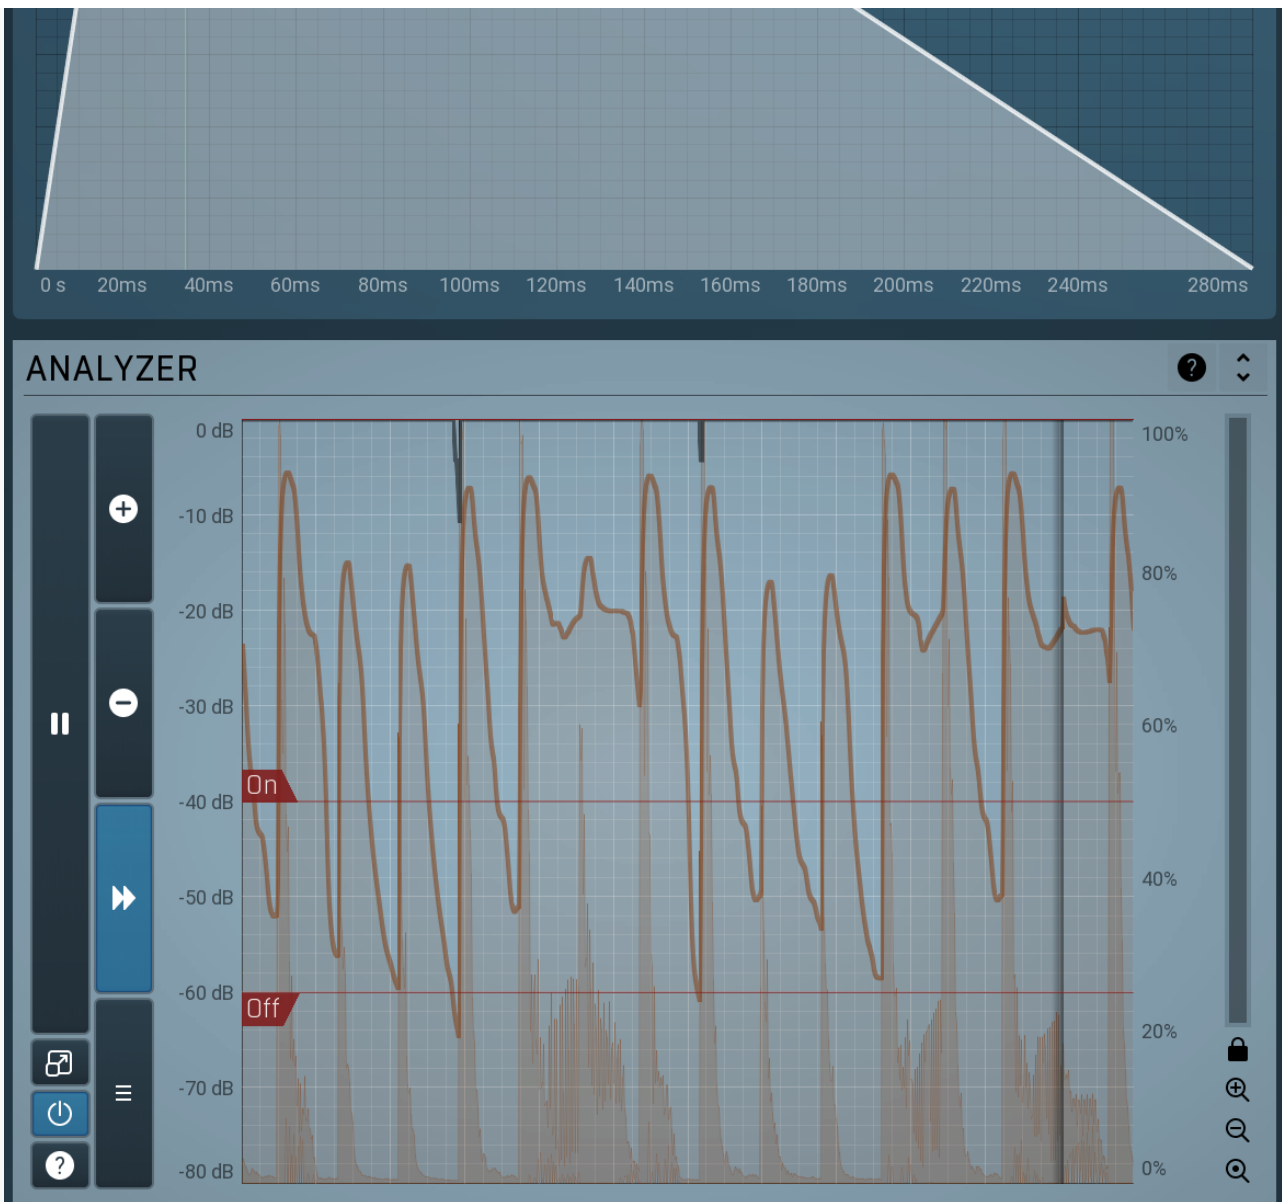 0 s 20ms 40ms 60ms 80ms 100ms 120ms 140ms 160ms 180ms 200ms 220ms 240ms 280ms
ANALYZER
0 dB
100%
-10 dB
80%
-20 dB
-30 dB
60%
On
-40 dB
40%
-50 dB
-60 dB
Off
20%
-70 dB
0%
-80 dB